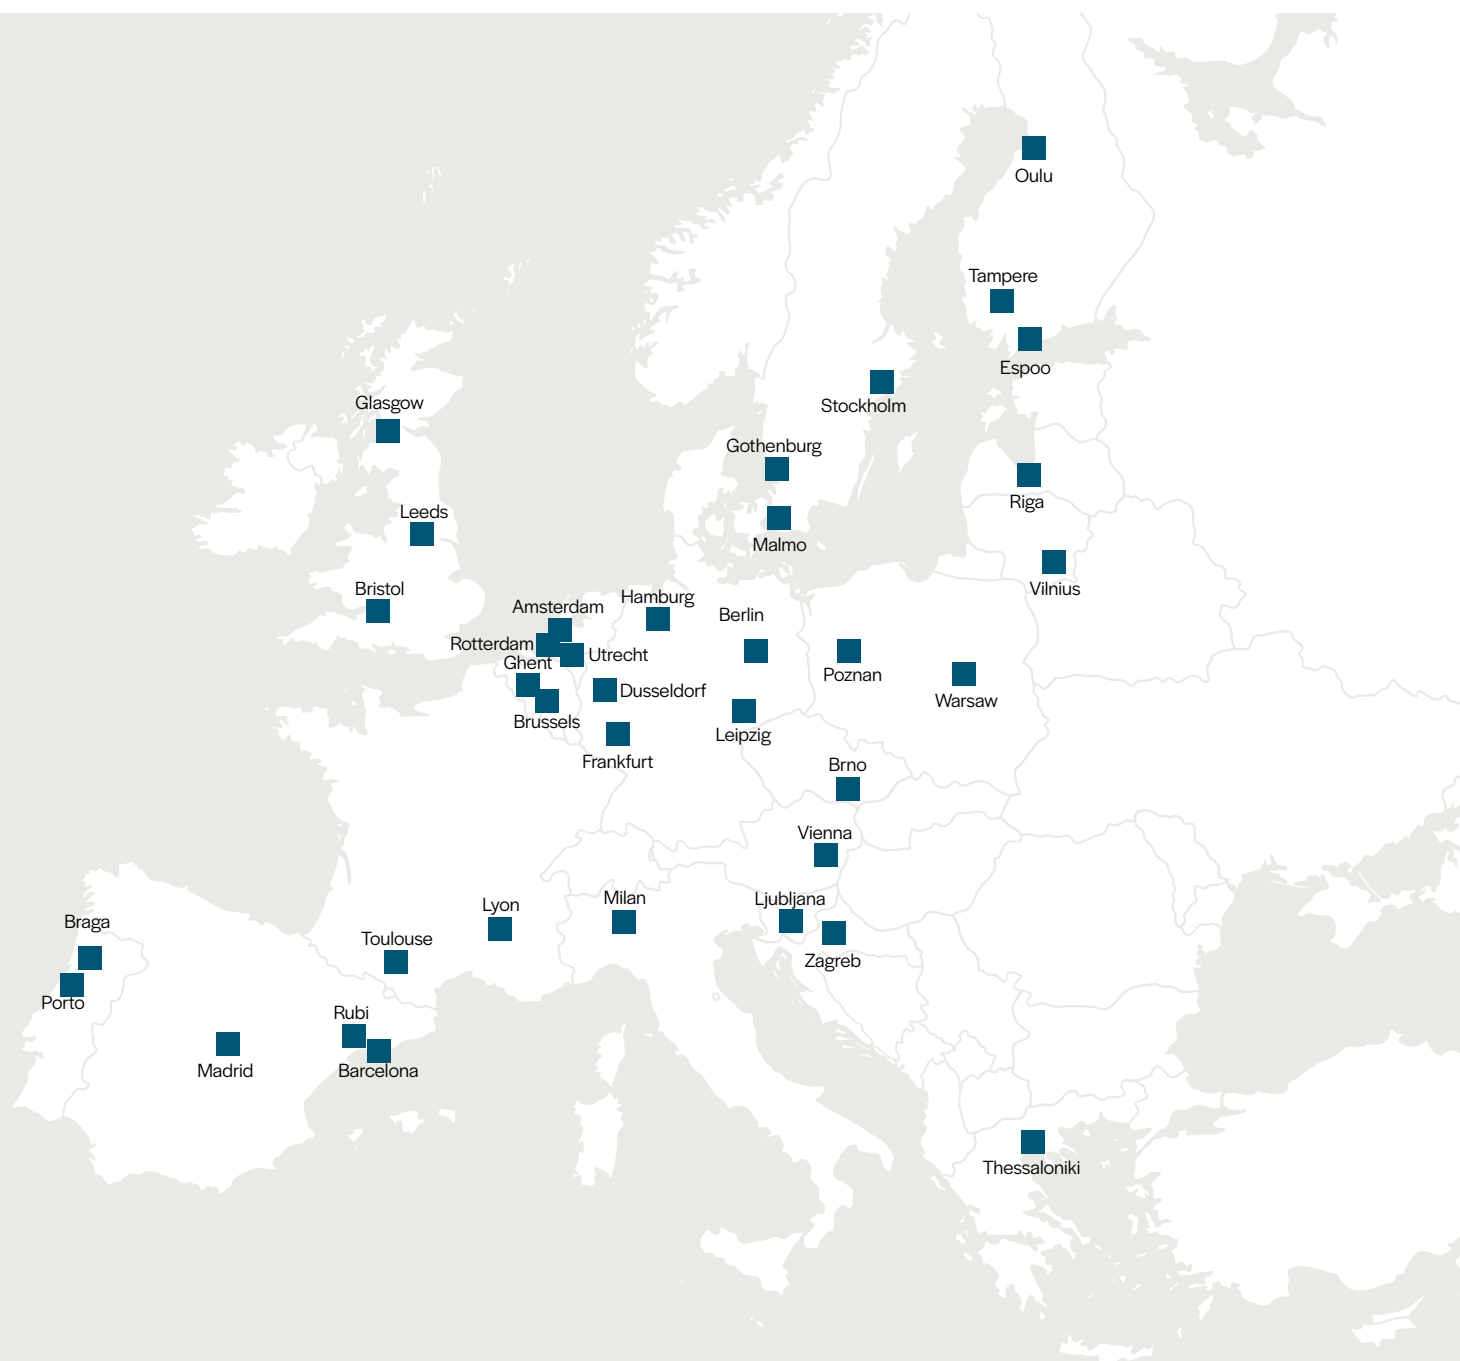 Oulu
Tampere
Espoo
Glasgow
Stockholm
Gothenburg
Riga
Leeds
Malmo
Bristol
Vilnius
Hamburg
Amsterdam
Berlin
Rotterdam
Utrecht
Ghent
Poznan
Dusseldorf
Warsaw
Brussels
Leipzig
Frankfurt
Brno
Vienna
Milan
Ljubljana
Lyon
Braga
Toulouse
Zagreb
Porto
Rubi
Madrid
Barcelona
Thessaloniki